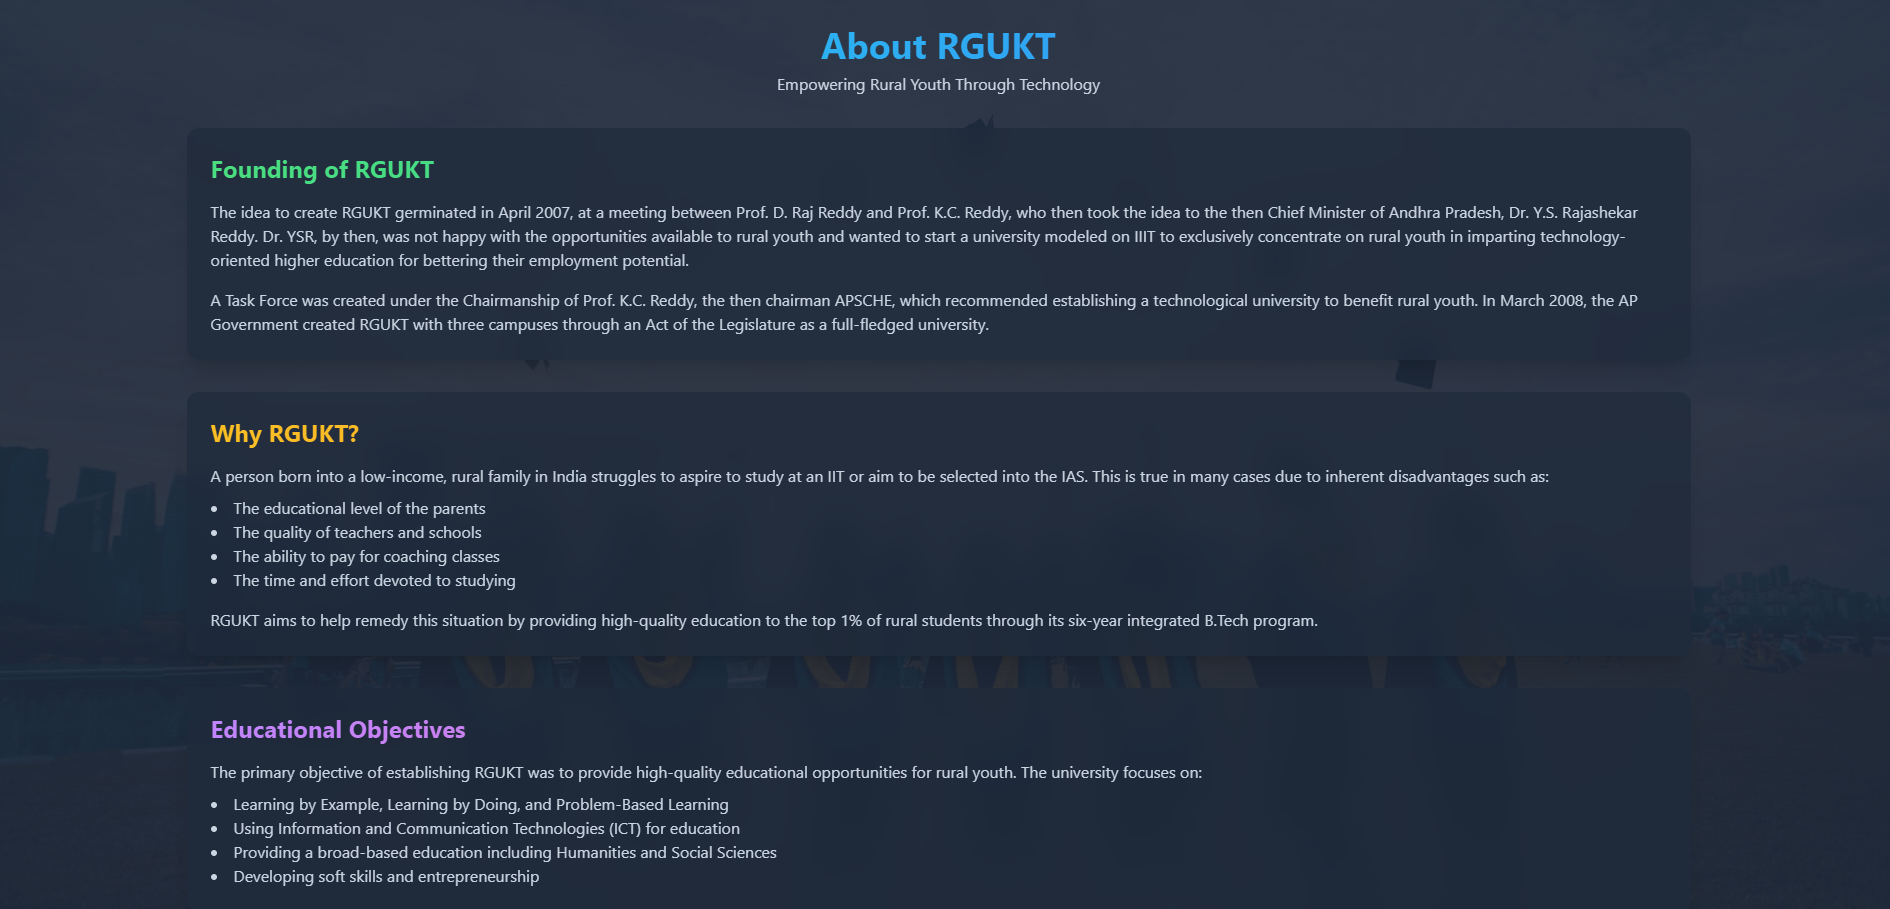 About RGUKT
Empowering Rural Youth Through Technology
Founding of RGUKT
The idea to create RGUKT germinated in April 2007, at a meeting between Prof. D. Raj Reddy and Prof. K.C. Reddy, who then took the idea to the then Chief Minister of Andhra Pradesh, Dr. Y.S. Rajashekar
Reddy. Dr. YSR, by then, was not happy with the opportunities available to rural youth and wanted to start a university modeled on IIIT to exclusively concentrate on rural youth in imparting technology-
oriented higher education for bettering their employment potential.
A Task Force was created under the Chairmanship of Prof. K.C. Reddy, the then chairman APSCHE, which recommended establishing a technological university to benefit rural youth. In March 2008, the AP
Government created RGUKT with three campuses through an Act of the Legislature as a full-fledged university.
Why RGUKT?
A person born into a low-income, rural family in India struggles to aspire to study at an IIT or aim to be selected into the IAS. This is true in many cases due to inherent disadvantages such as:
• The educational level of the parents
• The quality of teachers and schools
• The ability to pay for coaching classes
• The time and effort devoted to studying
RGUKT aims to help remedy this situation by providing high-quality education to the top 1% of rural students through its six-year integrated B.Tech program.
Educational Objectives
The primary objective of establishing RGUKT was to provide high-quality educational opportunities for rural youth. The university focuses on:
• Learning by Example, Learning by Doing, and Problem-Based Learning
• Using Information and Communication Technologies (ICT) for education
• Providing a broad-based education including Humanities and Social Sciences
• Developing soft skills and entrepreneurship